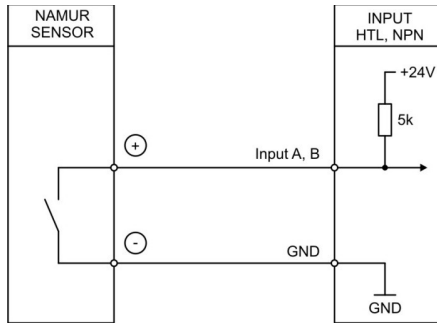 NAMUR
SENSOR
INPUT
HTL, NPN
+24V
5k
+
Input A, B
-
GND
GND